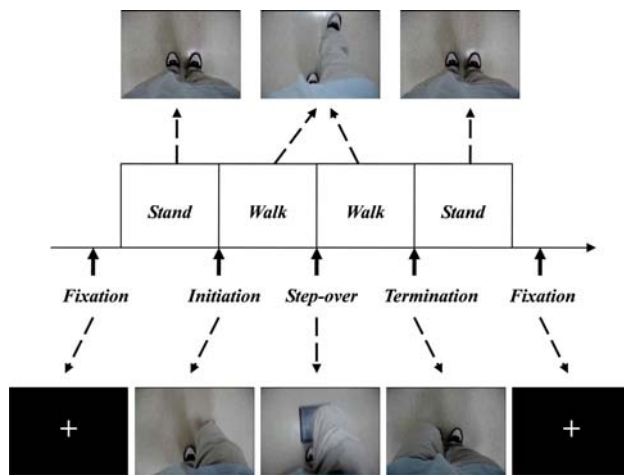 Stand Walk Walk Stand
Fixation Initiation Step-over Termination Fixation